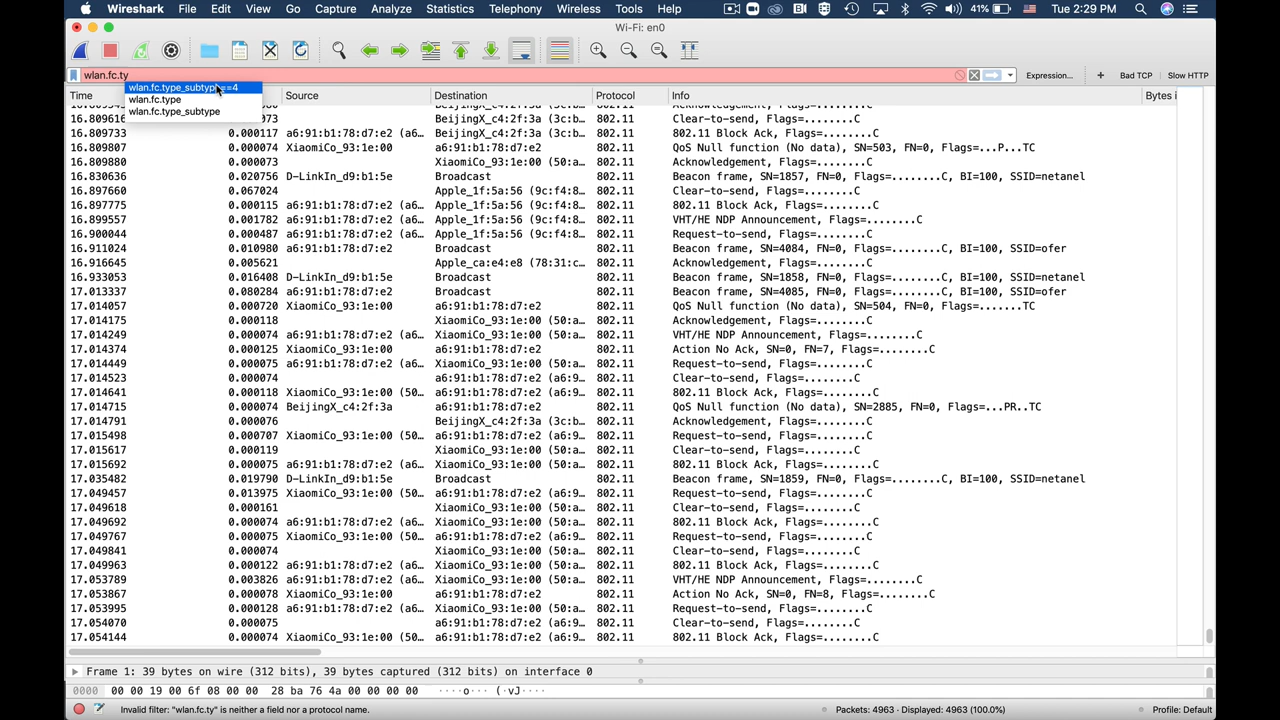 Wireshark File Edit View Go Capture Analyze Statistics Telephony Wireless Tools Help 41% Tue 2:29 PM
Wi-Fi: en0
wlan.fc.ty Expression... + Bad TCP Slow HTTP
wlan.fc.type_subtype==4
wlan.fc.type
wlan.fc.type_subtype
Time Source Destination Protocol Info Bytes i
802.11 Acknowledgement, Flags=........C
16.809616 BeijingX_c4:2f:3a (3c:b… 802.11 Clear-to-send, Flags=........C
16.809733 0.000117 a6:91:b1:78:d7:e2 (a6… BeijingX_c4:2f:3a (3c:b… 802.11 802.11 Block Ack, Flags=........C
16.809807 0.000074 XiaomiCo_93:1e:00 a6:91:b1:78:d7:e2 802.11 QoS Null function (No data), SN=503, FN=0, Flags=...P...TC
16.809880 0.000073 XiaomiCo_93:1e:00 (50:a… 802.11 Acknowledgement, Flags=........C
16.830636 0.020756 D-LinkIn_d9:b1:5e Broadcast 802.11 Beacon frame, SN=1857, FN=0, Flags=........C, BI=100, SSID=netanel
16.897660 0.067024 Apple_1f:5a:56 (9c:f4:8… 802.11 Clear-to-send, Flags=........C
16.897775 0.000115 a6:91:b1:78:d7:e2 (a6… Apple_1f:5a:56 (9c:f4:8… 802.11 802.11 Block Ack, Flags=........C
16.899557 0.001782 a6:91:b1:78:d7:e2 (a6… Apple_1f:5a:56 (9c:f4:8… 802.11 VHT/HE NDP Announcement, Flags=........C
16.900044 0.000487 a6:91:b1:78:d7:e2 (a6… Apple_1f:5a:56 (9c:f4:8… 802.11 Request-to-send, Flags=........C
16.911024 0.010980 a6:91:b1:78:d7:e2 Broadcast 802.11 Beacon frame, SN=4084, FN=0, Flags=........C, BI=100, SSID=ofer
16.916645 0.005621 Apple_ca:e4:e8 (78:31:c… 802.11 Acknowledgement, Flags=........C
16.933053 0.016408 D-LinkIn_d9:b1:5e Broadcast 802.11 Beacon frame, SN=1858, FN=0, Flags=........C, BI=100, SSID=netanel
17.013337 0.080284 a6:91:b1:78:d7:e2 Broadcast 802.11 Beacon frame, SN=4085, FN=0, Flags=........C, BI=100, SSID=ofer
17.014057 0.000720 XiaomiCo_93:1e:00 a6:91:b1:78:d7:e2 802.11 QoS Null function (No data), SN=504, FN=0, Flags=.......TC
17.014175 0.000118 XiaomiCo_93:1e:00 (50:a… 802.11 Acknowledgement, Flags=........C
17.014249 0.000074 a6:91:b1:78:d7:e2 (a6… XiaomiCo_93:1e:00 (50:a… 802.11 VHT/HE NDP Announcement, Flags=........C
17.014374 0.000125 XiaomiCo_93:1e:00 a6:91:b1:78:d7:e2 802.11 Action No Ack, SN=0, FN=7, Flags=........C
17.014449 0.000075 a6:91:b1:78:d7:e2 (a6… XiaomiCo_93:1e:00 (50:a… 802.11 Request-to-send, Flags=........C
17.014523 0.000074 a6:91:b1:78:d7:e2 (a6:9… 802.11 Clear-to-send, Flags=........C
17.014641 0.000118 XiaomiCo_93:1e:00 (50… a6:91:b1:78:d7:e2 (a6:9… 802.11 802.11 Block Ack, Flags=........C
17.014715 0.000074 BeijingX_c4:2f:3a a6:91:b1:78:d7:e2 802.11 QoS Null function (No data), SN=2885, FN=0, Flags=...PR..TC
17.014791 0.000076 BeijingX_c4:2f:3a (3c:b… 802.11 Acknowledgement, Flags=........C
17.015498 0.000707 XiaomiCo_93:1e:00 (50… a6:91:b1:78:d7:e2 (a6:9… 802.11 Request-to-send, Flags=........C
17.015617 0.000119 XiaomiCo_93:1e:00 (50:a… 802.11 Clear-to-send, Flags=........C
17.015692 0.000075 a6:91:b1:78:d7:e2 (a6… XiaomiCo_93:1e:00 (50:a… 802.11 802.11 Block Ack, Flags=........C
17.035482 0.019790 D-LinkIn_d9:b1:5e Broadcast 802.11 Beacon frame, SN=1859, FN=0, Flags=........C, BI=100, SSID=netanel
17.049457 0.013975 XiaomiCo_93:1e:00 (50… a6:91:b1:78:d7:e2 (a6:9… 802.11 Request-to-send, Flags=........C
17.049618 0.000161 XiaomiCo_93:1e:00 (50:a… 802.11 Clear-to-send, Flags=........C
17.049692 0.000074 a6:91:b1:78:d7:e2 (a6… XiaomiCo_93:1e:00 (50:a… 802.11 802.11 Block Ack, Flags=........C
17.049767 0.000075 XiaomiCo_93:1e:00 (50… a6:91:b1:78:d7:e2 (a6:9… 802.11 Request-to-send, Flags=........C
17.049841 0.000074 XiaomiCo_93:1e:00 (50:a… 802.11 Clear-to-send, Flags=........C
17.049963 0.000122 a6:91:b1:78:d7:e2 (a6… XiaomiCo_93:1e:00 (50:a… 802.11 802.11 Block Ack, Flags=........C
17.053789 0.003826 a6:91:b1:78:d7:e2 (a6… XiaomiCo_93:1e:00 (50:a… 802.11 VHT/HE NDP Announcement, Flags=........C
17.053867 0.000078 XiaomiCo_93:1e:00 a6:91:b1:78:d7:e2 802.11 Action No Ack, SN=0, FN=8, Flags=........C
17.053995 0.000128 a6:91:b1:78:d7:e2 (a6… XiaomiCo_93:1e:00 (50:a… 802.11 Request-to-send, Flags=........C
17.054070 0.000075 a6:91:b1:78:d7:e2 (a6:9… 802.11 Clear-to-send, Flags=........C
17.054144 0.000074 XiaomiCo_93:1e:00 (50… a6:91:b1:78:d7:e2 (a6:9… 802.11 802.11 Block Ack, Flags=........C
Frame 1: 39 bytes on wire (312 bits), 39 bytes captured (312 bits) on interface 0
0000 00 00 19 00 6f 08 00 00 28 ba 76 4a 00 00 00 00 ····o··· (·vJ····
Invalid filter: "wlan.fc.ty" is neither a field nor a protocol name. Packets: 4963 · Displayed: 4963 (100.0%) Profile: Default